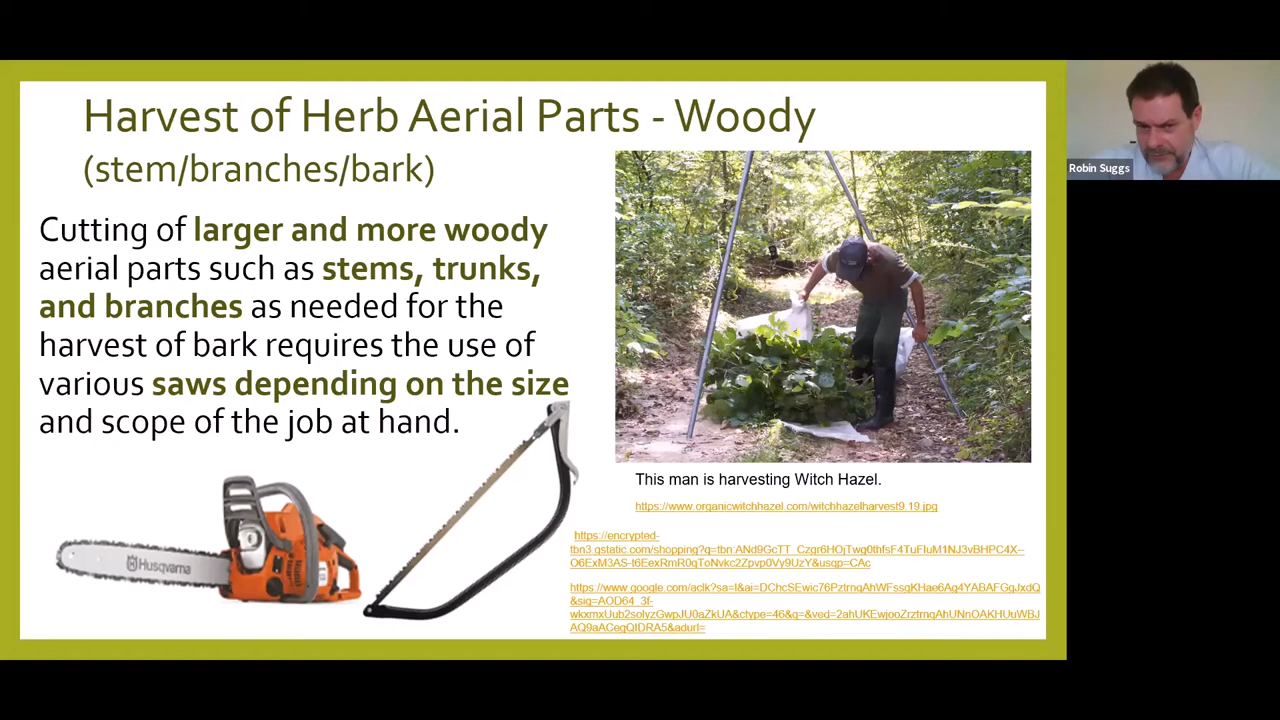 Harvest of Herb Aerial Parts - Woody
(stem/branches/bark)
Cutting of larger and more woody
aerial parts such as stems, trunks,
and branches as needed for the
harvest of bark requires the use of
various saws depending on the size
and scope of the job at hand.
Husqvarna
This man is harvesting Witch Hazel.
https://www.organicwitchhazel.com/witchhazelharvest9.19.jpg
https://encrypted-
tbn3.gstatic.com/shopping?q=tbn:ANd9GcTT_Czgr6HOjTwg0thfsF4TuFIuM1NJ3vBHPC4X--
O6ExM3AS-t6EexRmR0qToNvkc2Zpvp0Vy9UzY&usqp=CAc
https://www.google.com/aclk?sa=l&ai=DChcSEwic76PztrnqAhWFssgKHae6Ag4YABAFGgJxdQ
&sig=AOD64_3f-
wkxmxUub2solyzGwpJU0aZkUA&ctype=46&q=&ved=2ahUKEwjooZrztrnqAhUNnOAKHUuWBJ
AQ9aACegQIDRA5&adurl=
Robin Suggs